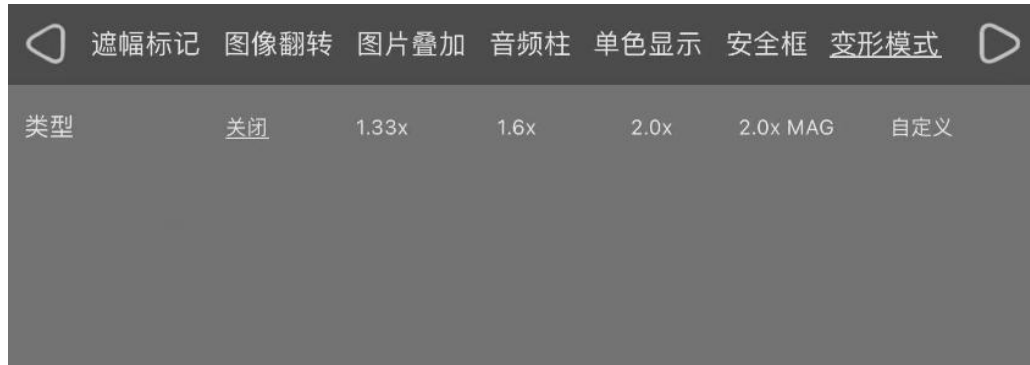 遮幅标记 图像翻转 图片叠加 音频柱 单色显示 安全框 变形模式
类型 关闭 1.33x 1.6x 2.0x 2.0x MAG 自定义